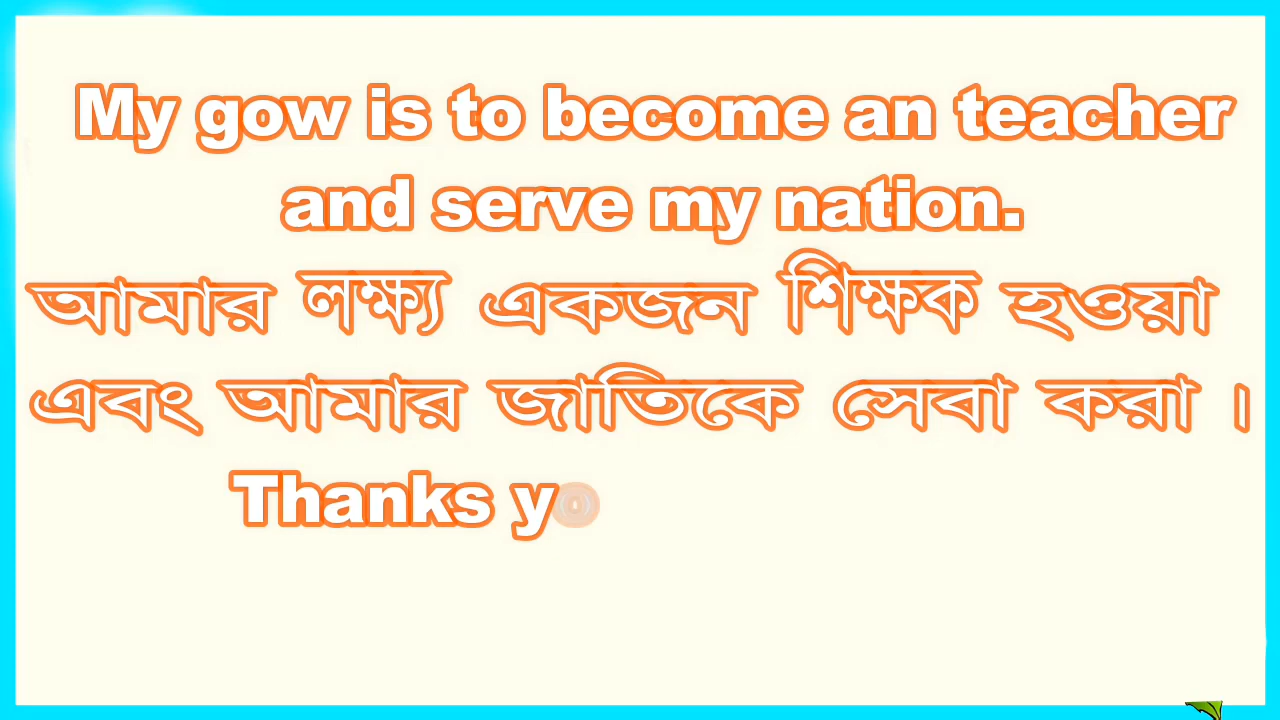 My gow is to become an teacher
and serve my nation.
আমার লক্ষ্য একজন শিক্ষক হওয়া
এবং আমার জাতিকে সেবা করা ।
Thanks yo